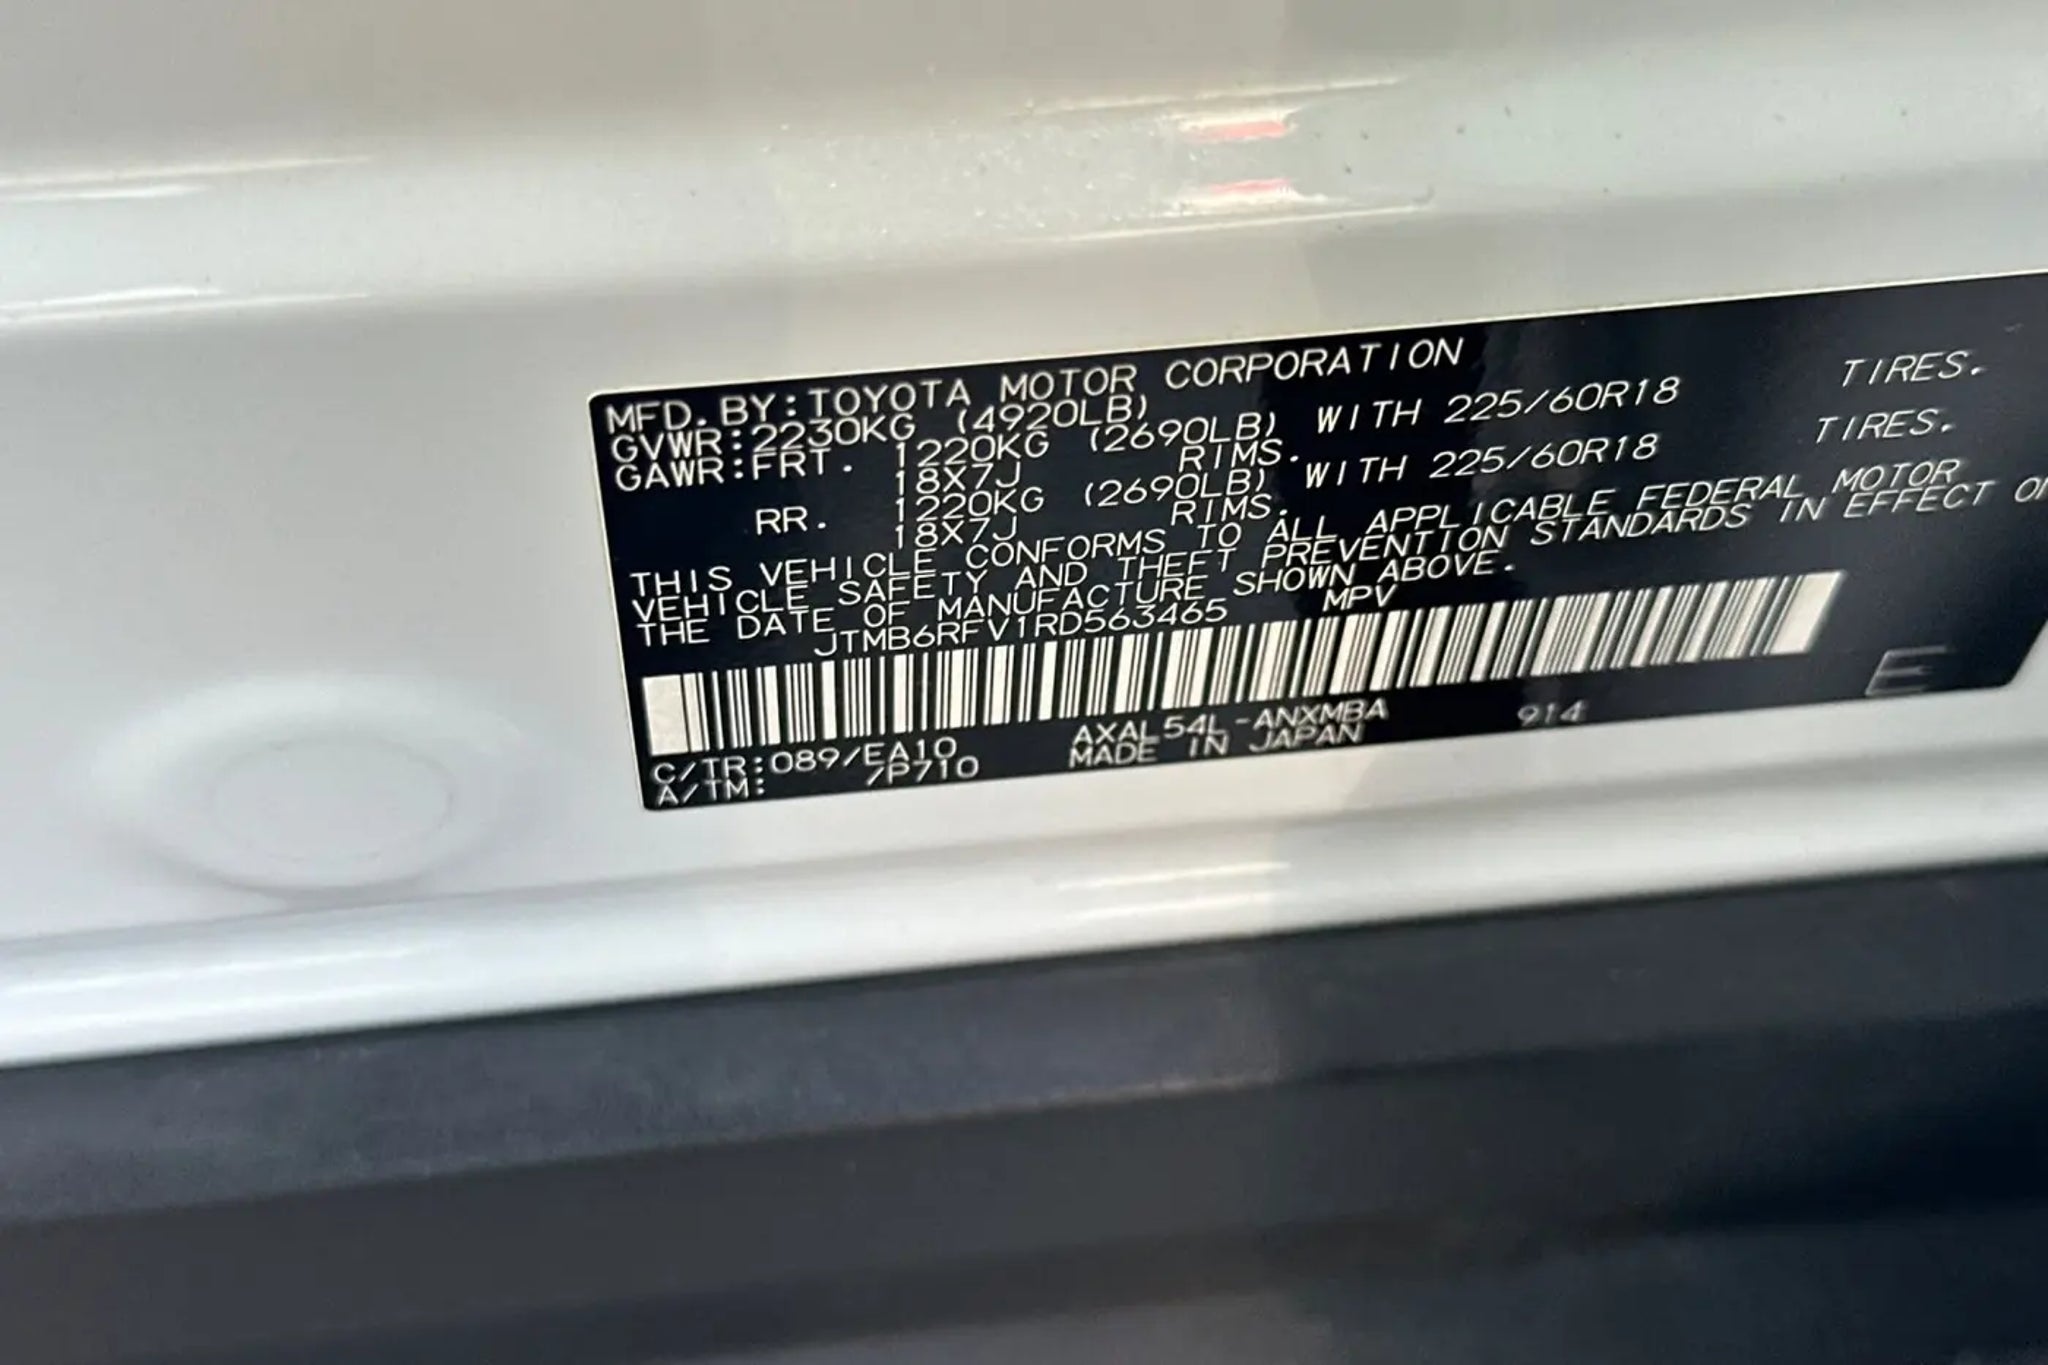 MFD. BY: TOYOTA MOTOR CORPORATION
GVWR: 2230KG (4920LB)
GAWR: FRT. 1220KG (2690LB) WITH 225/60R18 TIRES.
18X7J RIMS.
RR. 1220KG (2690LB) WITH 225/60R18 TIRES.
18X7J RIMS.
THIS VEHICLE CONFORMS TO ALL APPLICABLE FEDERAL MOTOR
VEHICLE SAFETY AND THEFT PREVENTION STANDARDS IN EFFECT ON
THE DATE OF MANUFACTURE SHOWN ABOVE.
JTMB6RFV1RD563465 MPV
C/TR: 089/EA10 AXAL54L-ANXMBA 914 E
A/TM: /P710 MADE IN JAPAN